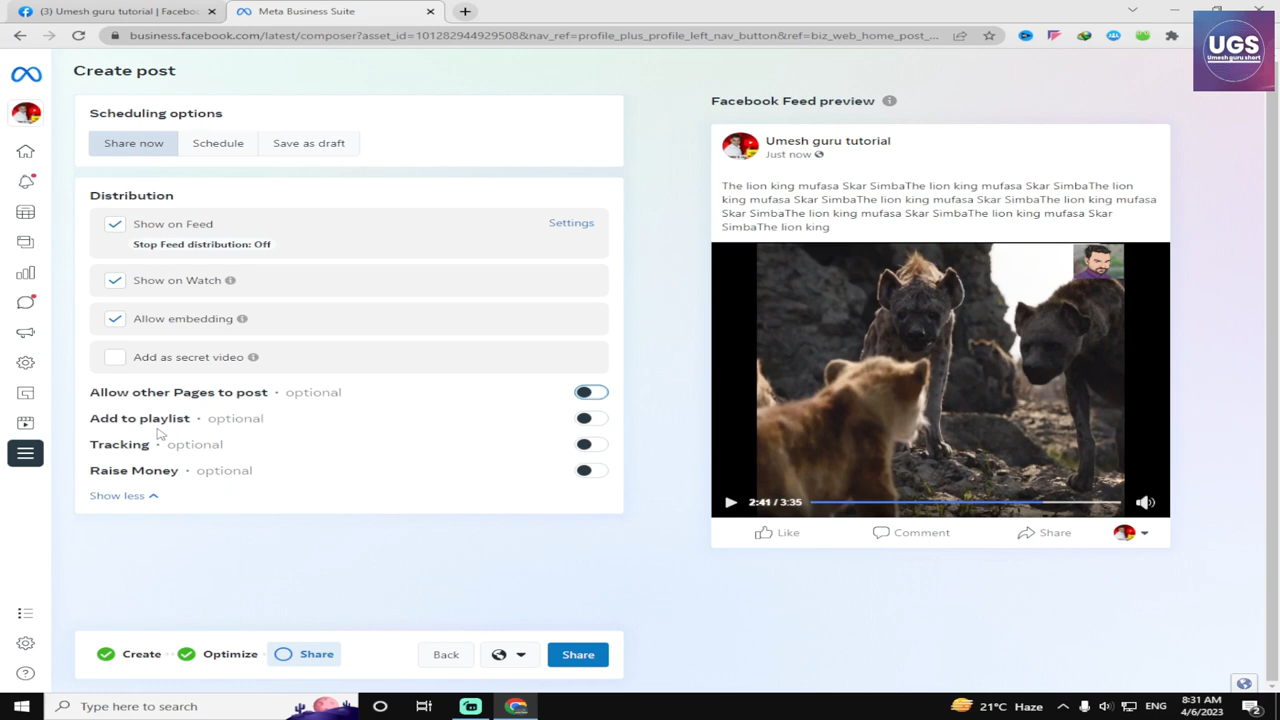 (3) Umesh guru tutorial | Facebo
Meta Business Suite
business.facebook.com/latest/composer?asset_id=101282944929508&nav_ref=profile_plus_profile_left_nav_button&ref=biz_web_home_post_...
UGS
Umesh guru short
Create post
Scheduling options
Share now
Schedule
Save as draft
Distribution
Show on Feed
Settings
Stop Feed distribution: Off
Show on Watch
Allow embedding
Add as secret video
Allow other Pages to post · optional
Add to playlist · optional
Tracking · optional
Raise Money · optional
Show less
Create
Optimize
Share
Back
Share
Facebook Feed preview
Umesh guru tutorial
Just now
The lion king mufasa Skar SimbaThe lion king mufasa Skar SimbaThe lion
king mufasa Skar SimbaThe lion king mufasa Skar SimbaThe lion king mufasa
Skar SimbaThe lion king mufasa Skar SimbaThe lion king mufasa Skar
SimbaThe lion king
2:41 / 3:35
Like
Comment
Share
Type here to search
21°C Haze
ENG
8:31 AM
4/6/2023
2